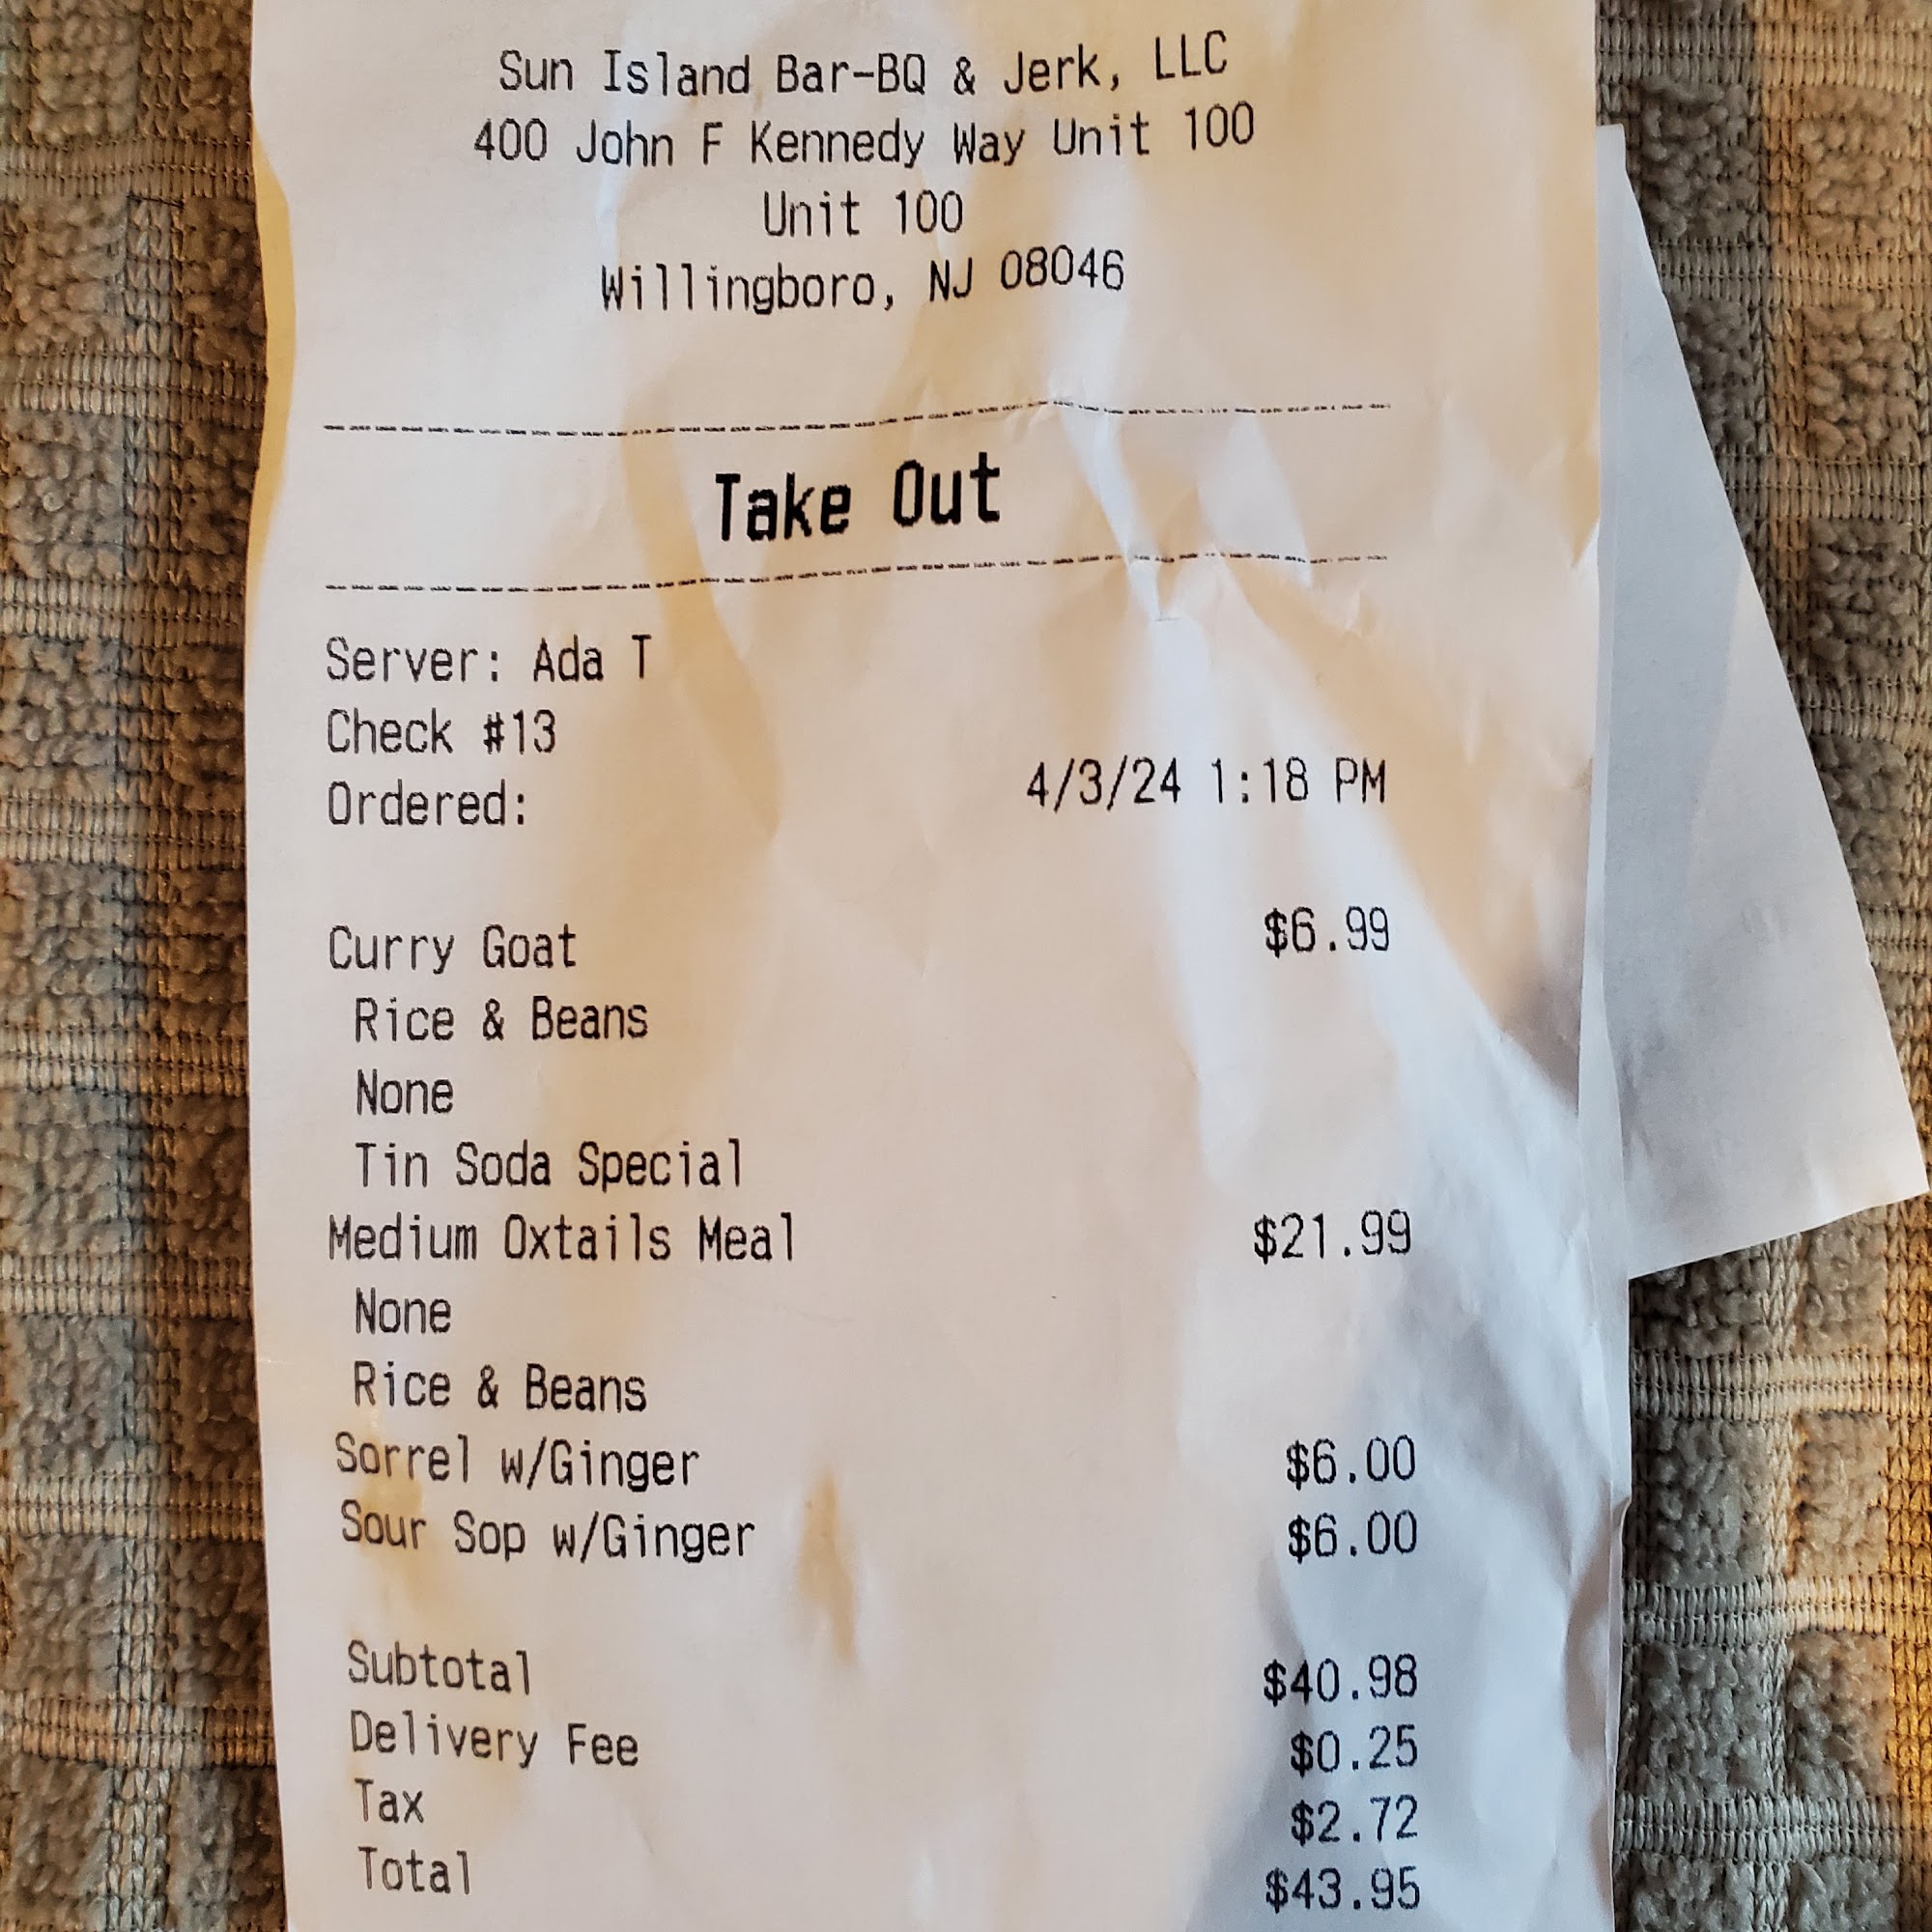 Sun Island Bar-BQ & Jerk, LLC
400 John F Kennedy Way Unit 100
Unit 100
Willingboro, NJ 08046
Take Out
Server: Ada T
Check #13
Ordered: 4/3/24 1:18 PM
Curry Goat $6.99
Rice & Beans
None
Tin Soda Special
Medium Oxtails Meal $21.99
None
Rice & Beans
Sorrel w/Ginger $6.00
Sour Sop w/Ginger $6.00
Subtotal $40.98
Delivery Fee $0.25
Tax $2.72
Total $43.95